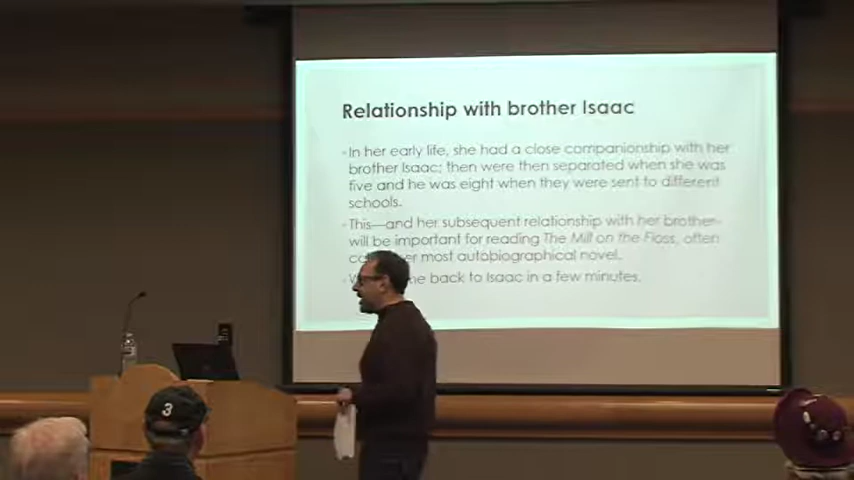 Relationship with brother Isaac
In her early life, she had a close companionship with her
brother Isaac; then were then separated when she was
five and he was eight when they were sent to different
schools.
This—and her subsequent relationship with her brother–
will be important for reading The Mill on the Floss, often
her most autobiographical novel.
back to Isaac in a few minutes.
3